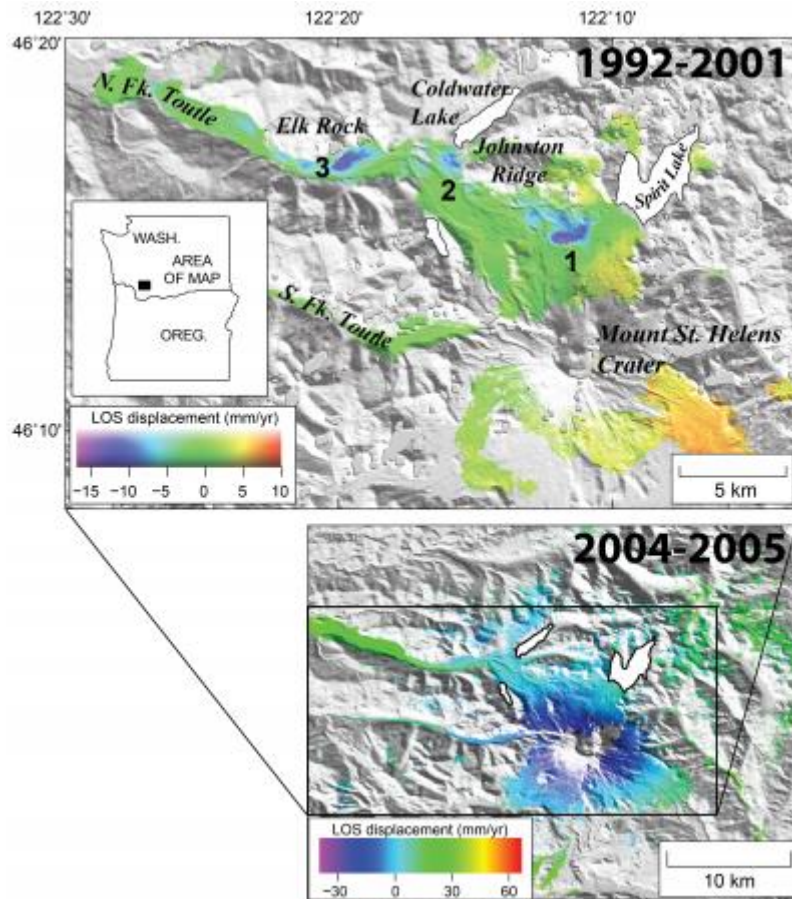 122°30'
122°20'
122°10'
46°20'
1992-2001
N. Fk. Toutle
Coldwater
Lake
Elk Rock
Johnston
Ridge
Spirit Lake
3
2
1
WASH.
AREA
OF MAP
OREG.
S. Fk. Toutle
Mount St. Helens
Crater
LOS displacement (mm/yr)
46°10'
−15 −10 −5 0 5 10
5 km
2004-2005
LOS displacement (mm/yr)
−30 0 30 60
10 km